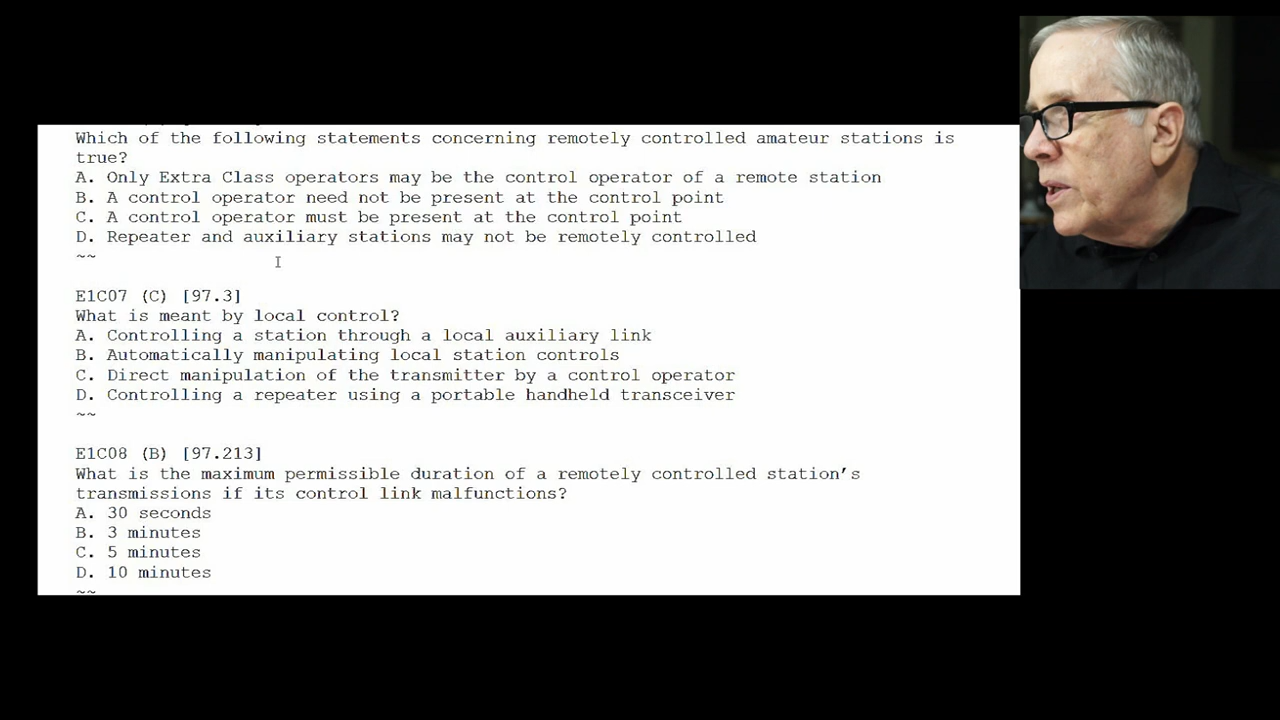 Which of the following statements concerning remotely controlled amateur stations is
true?
A. Only Extra Class operators may be the control operator of a remote station
B. A control operator need not be present at the control point
C. A control operator must be present at the control point
D. Repeater and auxiliary stations may not be remotely controlled
~~
E1C07 (C) [97.3]
What is meant by local control?
A. Controlling a station through a local auxiliary link
B. Automatically manipulating local station controls
C. Direct manipulation of the transmitter by a control operator
D. Controlling a repeater using a portable handheld transceiver
~~
E1C08 (B) [97.213]
What is the maximum permissible duration of a remotely controlled station’s
transmissions if its control link malfunctions?
A. 30 seconds
B. 3 minutes
C. 5 minutes
D. 10 minutes
~~